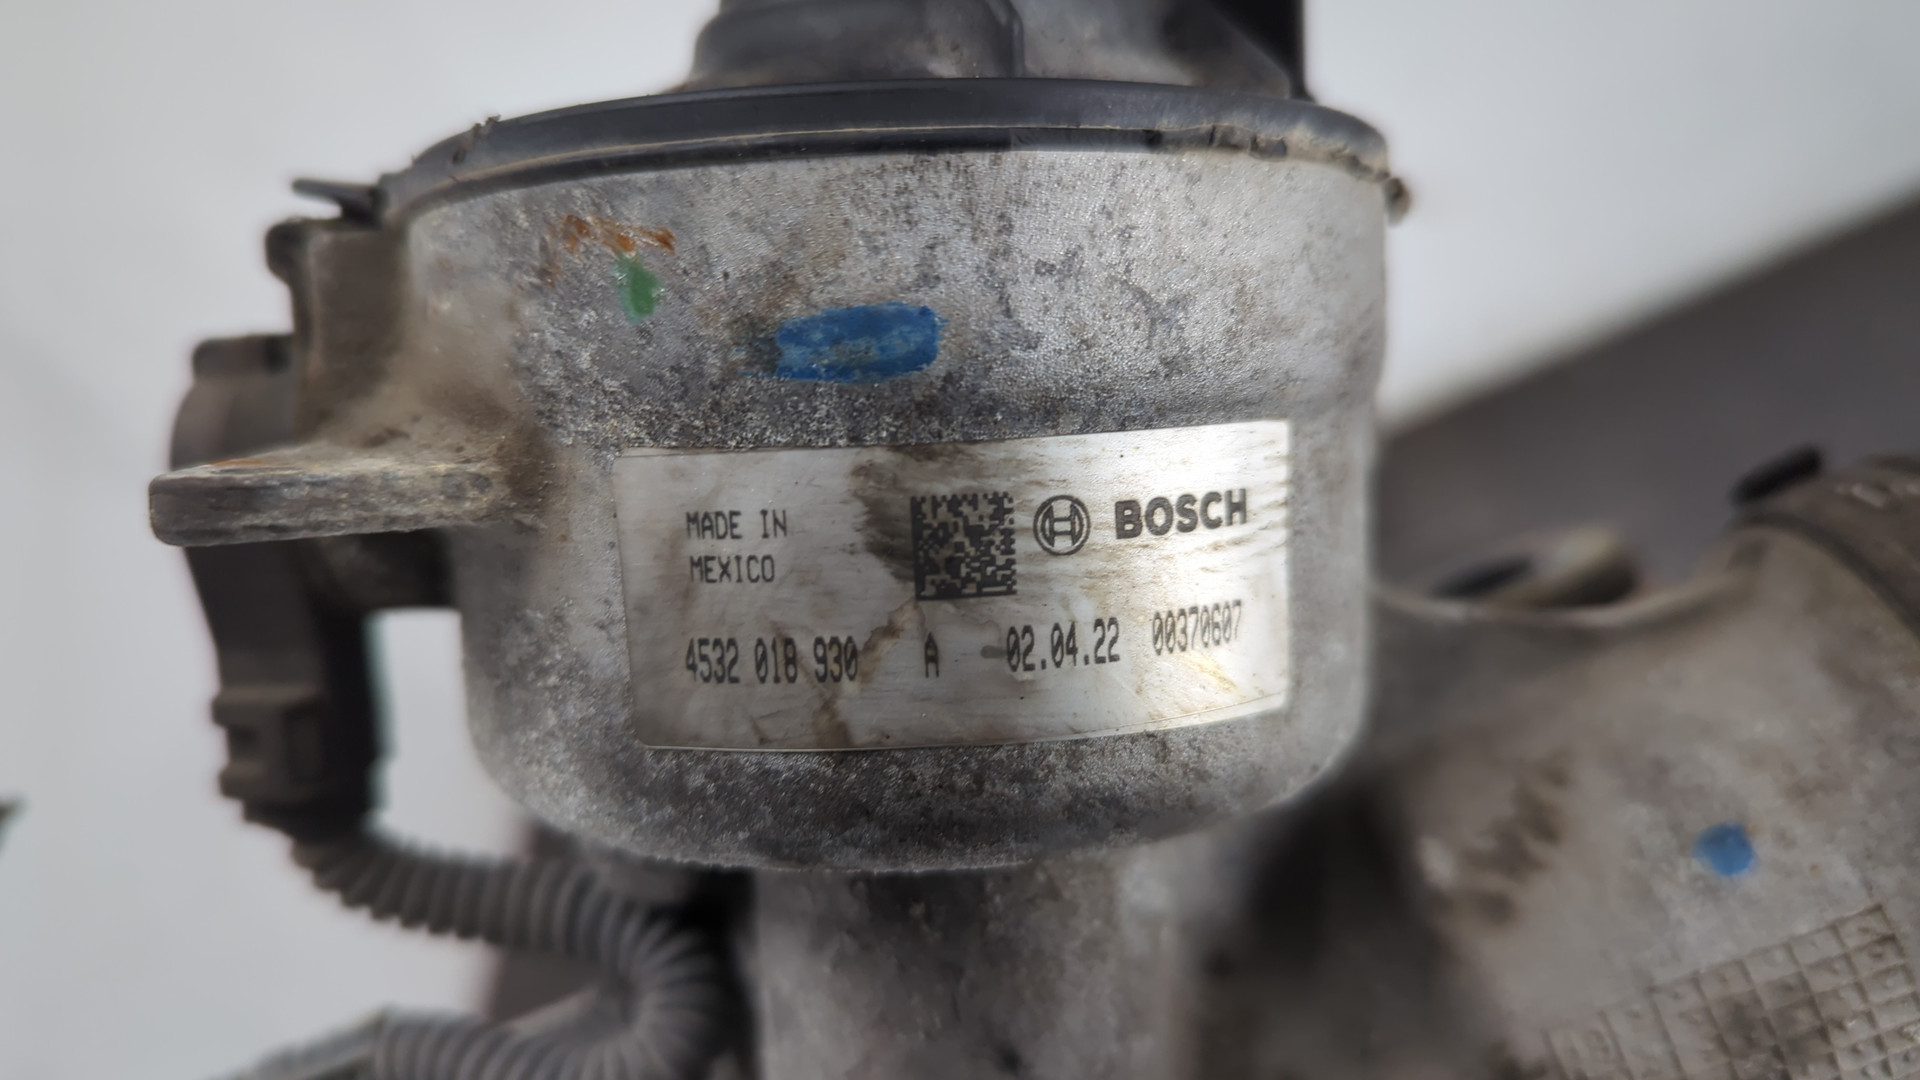 MADE IN
MEXICO
BOSCH
4532 018 930 A 02.04.22 00370607